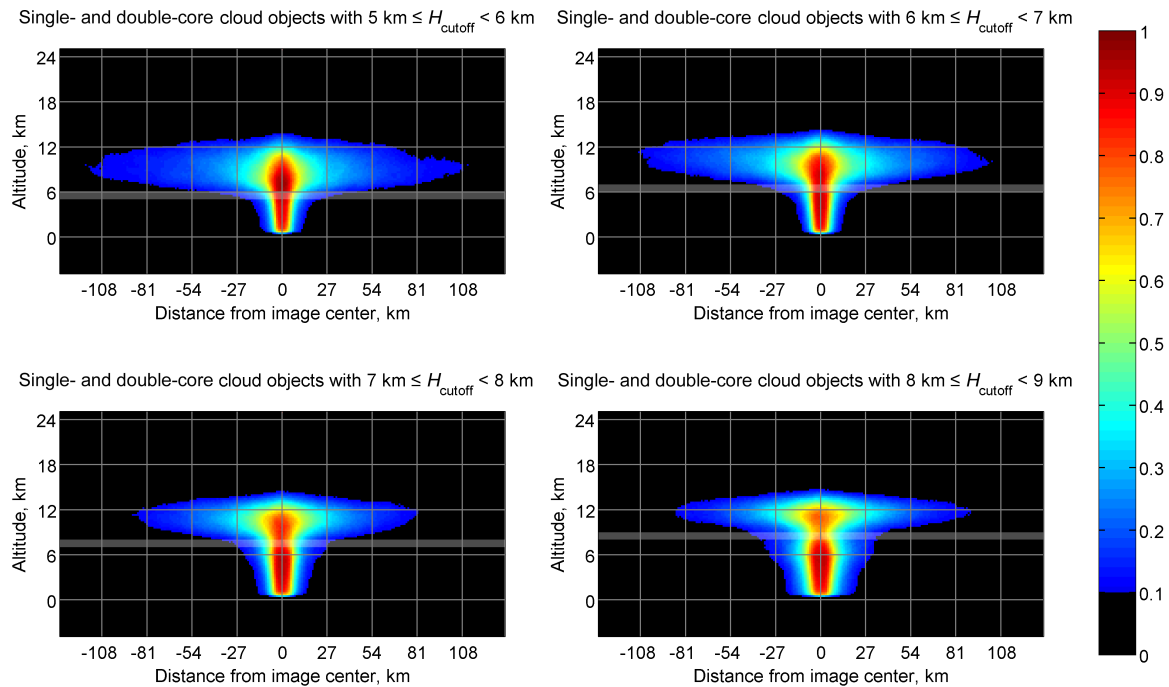 Single- and double-core cloud objects with 5 km ≤ H_cutoff < 6 km
Single- and double-core cloud objects with 6 km ≤ H_cutoff < 7 km
24
18
12
6
0
Altitude, km
-108 -81 -54 -27 0 27 54 81 108
Distance from image center, km
24
18
12
6
0
Altitude, km
-108 -81 -54 -27 0 27 54 81 108
Distance from image center, km
Single- and double-core cloud objects with 7 km ≤ H_cutoff < 8 km
Single- and double-core cloud objects with 8 km ≤ H_cutoff < 9 km
24
18
12
6
0
Altitude, km
-108 -81 -54 -27 0 27 54 81 108
Distance from image center, km
24
18
12
6
0
Altitude, km
-108 -81 -54 -27 0 27 54 81 108
Distance from image center, km
1
0.9
0.8
0.7
0.6
0.5
0.4
0.3
0.2
0.1
0